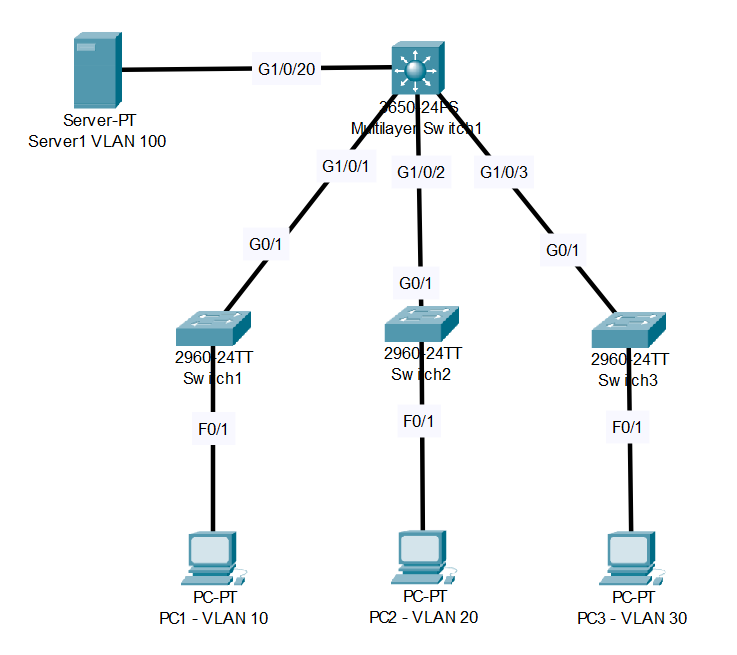 G1/0/20
3650-24PS
Multilayer Switch1
Server-PT
Server1 VLAN 100
G1/0/1
G1/0/2
G1/0/3
G0/1
G0/1
G0/1
2960-24TT
Switch1
2960-24TT
Switch2
2960-24TT
Switch3
F0/1
F0/1
F0/1
PC-PT
PC1 - VLAN 10
PC-PT
PC2 - VLAN 20
PC-PT
PC3 - VLAN 30